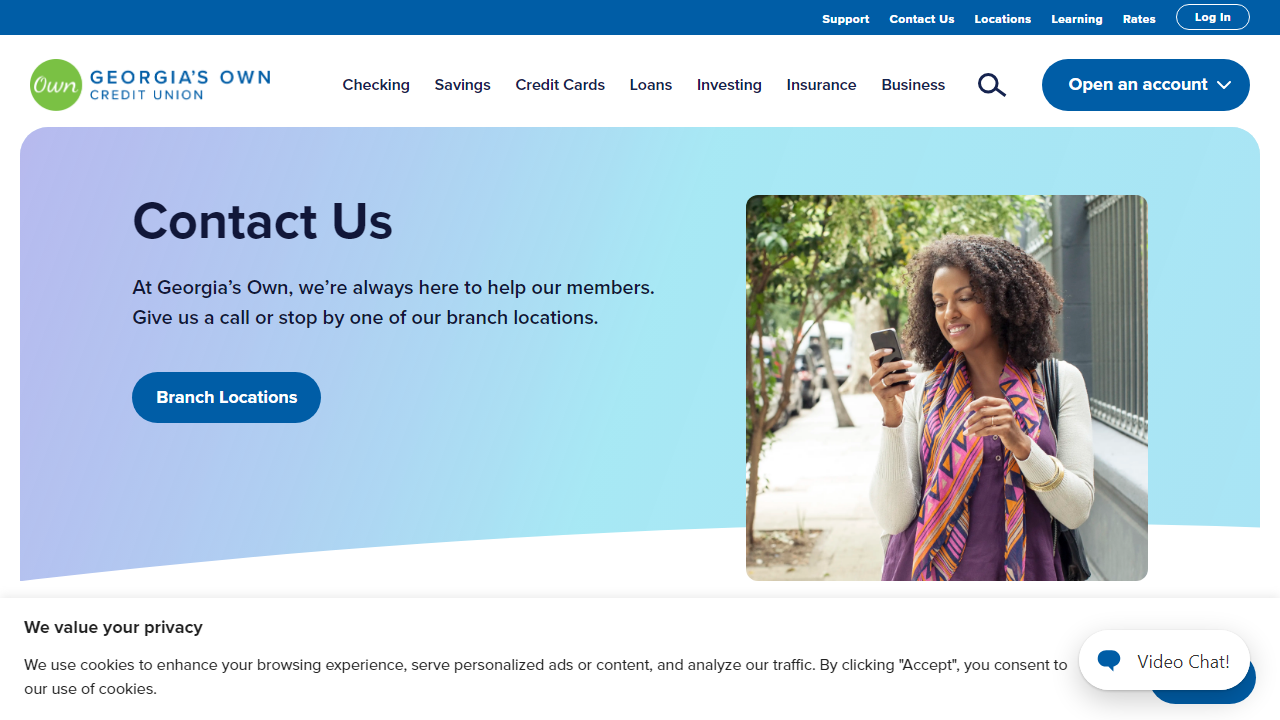 Support Contact Us Locations Learning Rates Log In
Own GEORGIA'S OWN
CREDIT UNION
Checking Savings Credit Cards Loans Investing Insurance Business Open an account
Contact Us
At Georgia's Own, we're always here to help our members.
Give us a call or stop by one of our branch locations.
Branch Locations
We value your privacy
We use cookies to enhance your browsing experience, serve personalized ads or content, and analyze our traffic. By clicking "Accept", you consent to
our use of cookies.
Video Chat!